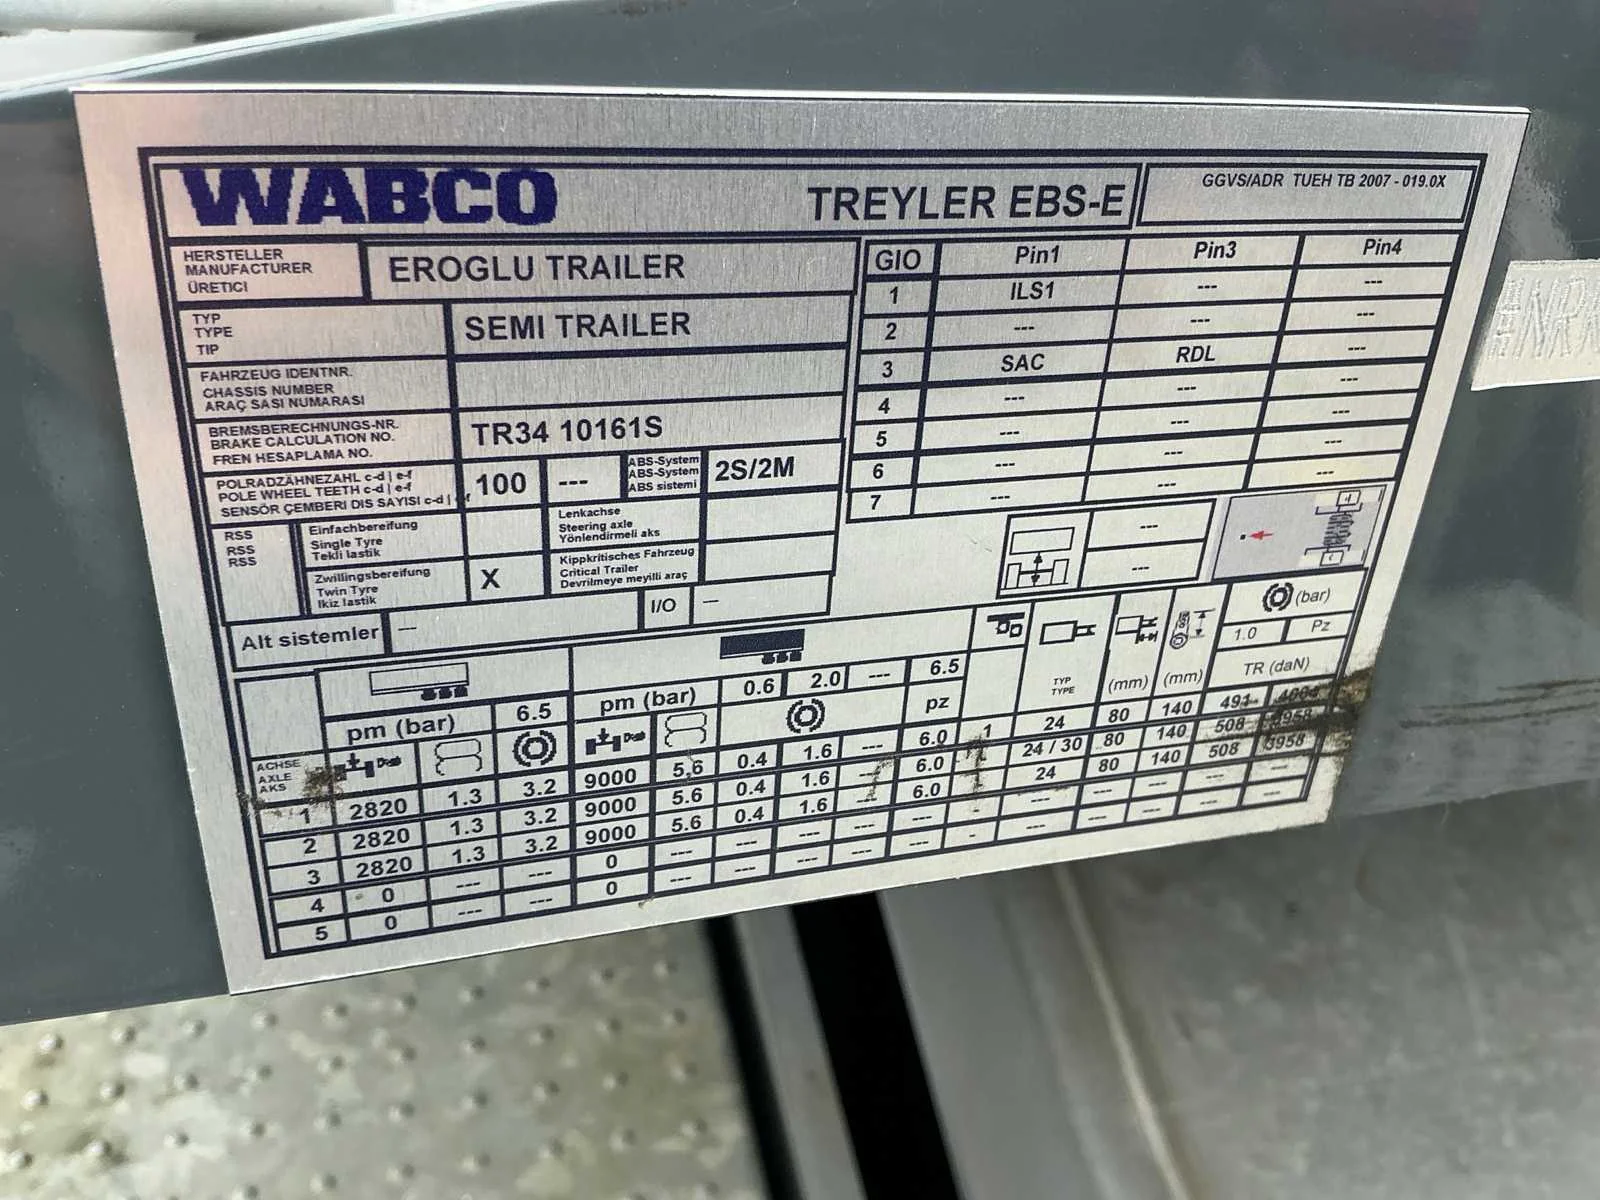 WABCO TREYLER EBS-E GGVS/ADR TUEH TB 2007 - 019.0X
HERSTELLER
MANUFACTURER
ÜRETICI
EROGLU TRAILER
TYP
TYPE
TIP
SEMI TRAILER
FAHRZEUG IDENTNR.
CHASSIS NUMBER
ARAÇ SASI NUMARASI
BREMSBERECHNUNGS-NR.
BRAKE CALCULATION NO.
FREN HESAPLAMA NO.
TR34 10161S
POLRADZÄHNEZAHL c-d | e-f
POLE WHEEL TEETH c-d | e-f
SENSÖR ÇEMBERI DIS SAYISI c-d | f
100 ---
ABS-System
ABS-System
ABS sistemi
2S/2M
RSS
RSS
RSS
Einfachbereifung
Single Tyre
Tekli lastik
Zwillingsbereifung
Twin Tyre
Ikiz lastik
X
Lenkachse
Steering axle
Yönlendirmeli aks
Kippkritisches Fahrzeug
Critical Trailer
Devrilmeye meyilli araç
Alt sistemler -- I/O --
GIO Pin1 Pin3 Pin4
1 ILS1 --- ---
2 --- --- ---
3 SAC RDL ---
4 --- --- ---
5 --- --- ---
6 --- --- ---
7 --- --- ---
---
---
(bar)
1.0 Pz
TR (daN)
TYP
TYPE
(mm) (mm)
pm (bar) 6.5 pm (bar) 0.6 2.0 --- 6.5
pz
ACHSE
AXLE
AKS
1 2820 1.3 3.2 9000 5.6 0.4 1.6 --- 6.0 1 24 80 140 491
2 2820 1.3 3.2 9000 5.6 0.4 1.6 6.0 24 / 30 80 140 508
3 2820 1.3 3.2 9000 5.6 0.4 1.6 6.0 24 80 140 508 3958
4 0 --- --- 0 --- --- --- --- --- - --- --- --- --- ---
5 0 --- --- 0 --- --- --- --- --- - --- --- --- --- ---